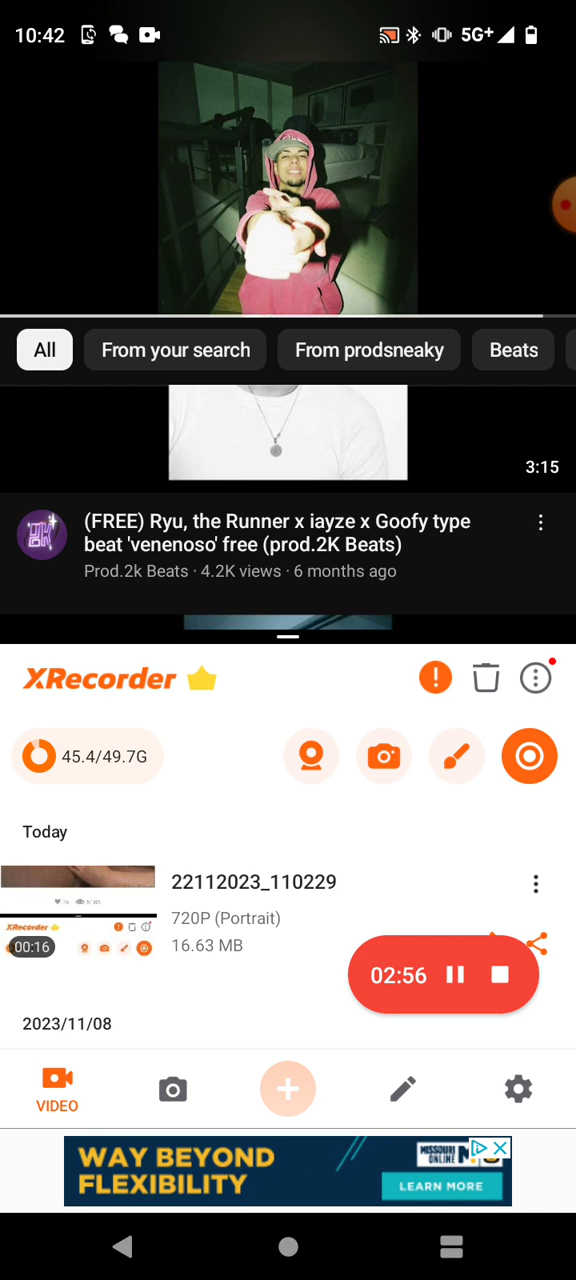 10:42 5G+
All From your search From prodsneaky Beats
3:15
(FREE) Ryu, the Runner x iayze x Goofy type
beat 'venenoso' free (prod.2K Beats)
Prod.2k Beats · 4.2K views · 6 months ago
XRecorder
45.4/49.7G
Today
22112023_110229
720P (Portrait)
16.63 MB
XRecorder
00:16
02:56
2023/11/08
VIDEO
WAY BEYOND
FLEXIBILITY
MISSOURI
ONLINE
LEARN MORE